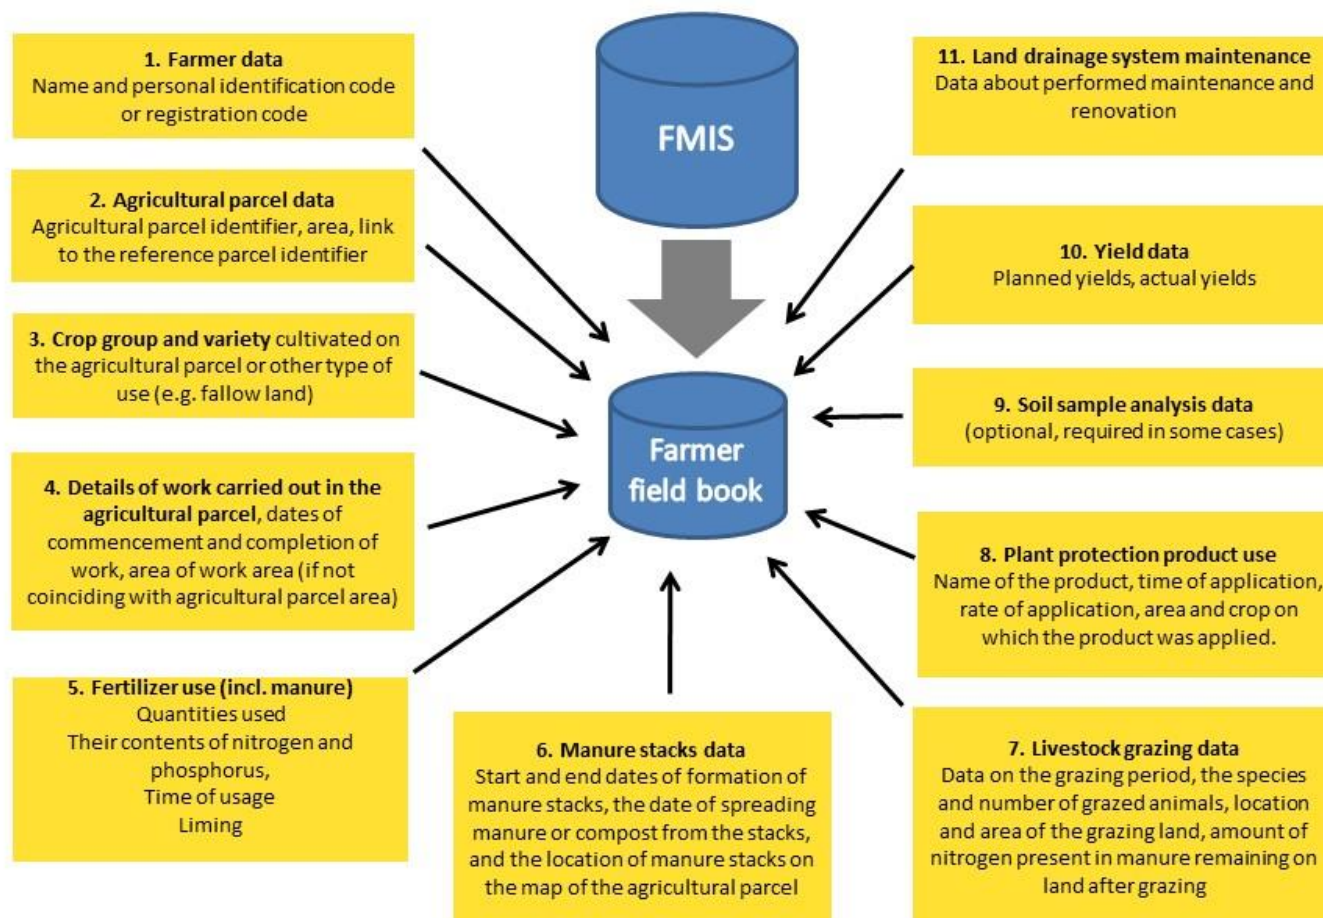 1. Farmer data
Name and personal identification code
or registration code
2. Agricultural parcel data
Agricultural parcel identifier, area, link
to the reference parcel identifier
3. Crop group and variety cultivated on
the agricultural parcel or other type of
use (e.g. fallow land)
4. Details of work carried out in the
agricultural parcel, dates of
commencement and completion of
work, area of work area (if not
coinciding with agricultural parcel area)
5. Fertilizer use (incl. manure)
Quantities used
Their contents of nitrogen and
phosphorus,
Time of usage
Liming
FMIS
Farmer
field book
6. Manure stacks data
Start and end dates of formation of
manure stacks, the date of spreading
manure or compost from the stacks,
and the location of manure stacks on
the map of the agricultural parcel
11. Land drainage system maintenance
Data about performed maintenance and
renovation
10. Yield data
Planned yields, actual yields
9. Soil sample analysis data
(optional, required in some cases)
8. Plant protection product use
Name of the product, time of application,
rate of application, area and crop on
which the product was applied.
7. Livestock grazing data
Data on the grazing period, the species
and number of grazed animals, location
and area of the grazing land, amount of
nitrogen present in manure remaining on
land after grazing